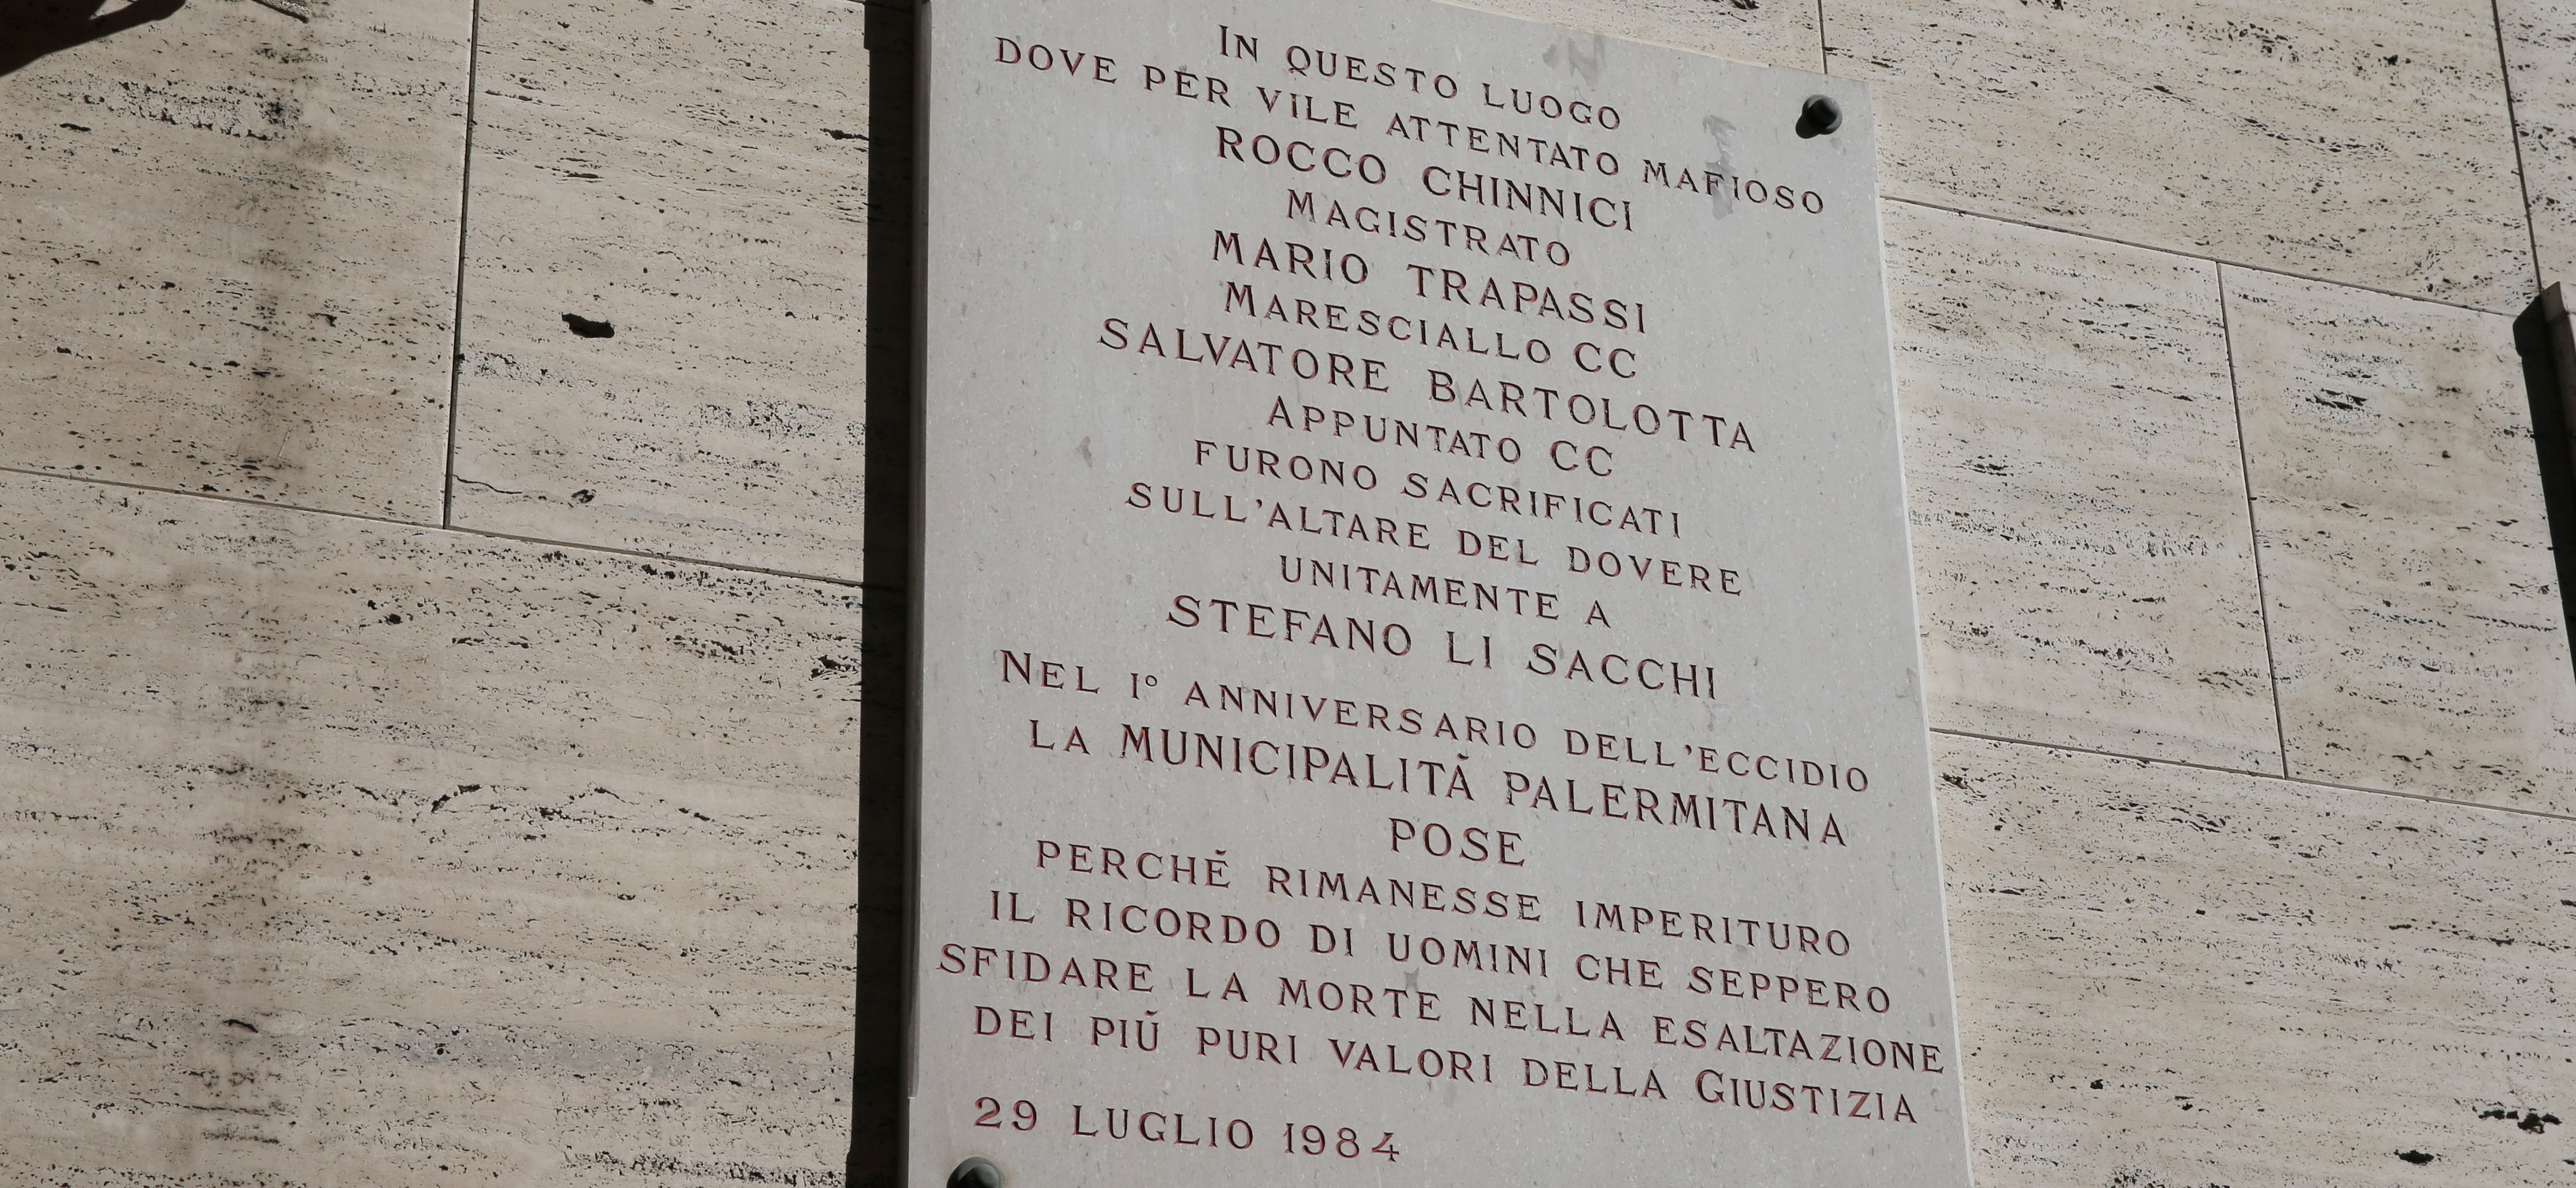 In questo luogo
dove per vile attentato mafioso
ROCCO CHINNICI
Magistrato
MARIO TRAPASSI
Maresciallo CC
SALVATORE BARTOLOTTA
Appuntato CC
furono sacrificati
sull'altare del dovere
unitamente a
STEFANO LI SACCHI
Nel I° anniversario dell'eccidio
la MUNICIPALITÀ PALERMITANA
POSE
perché rimanesse imperituro
il ricordo di uomini che seppero
sfidare la morte nella esaltazione
dei più puri valori della Giustizia
29 luglio 1984